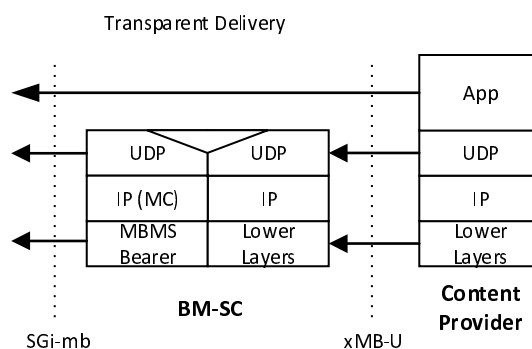 Transparent Delivery
App
UDP
UDP
UDP
IP (MC)
IP
IP
MBMS
Bearer
Lower
Layers
Lower
Layers
BM-SC
Content
Provider
SGi-mb
xMB-U